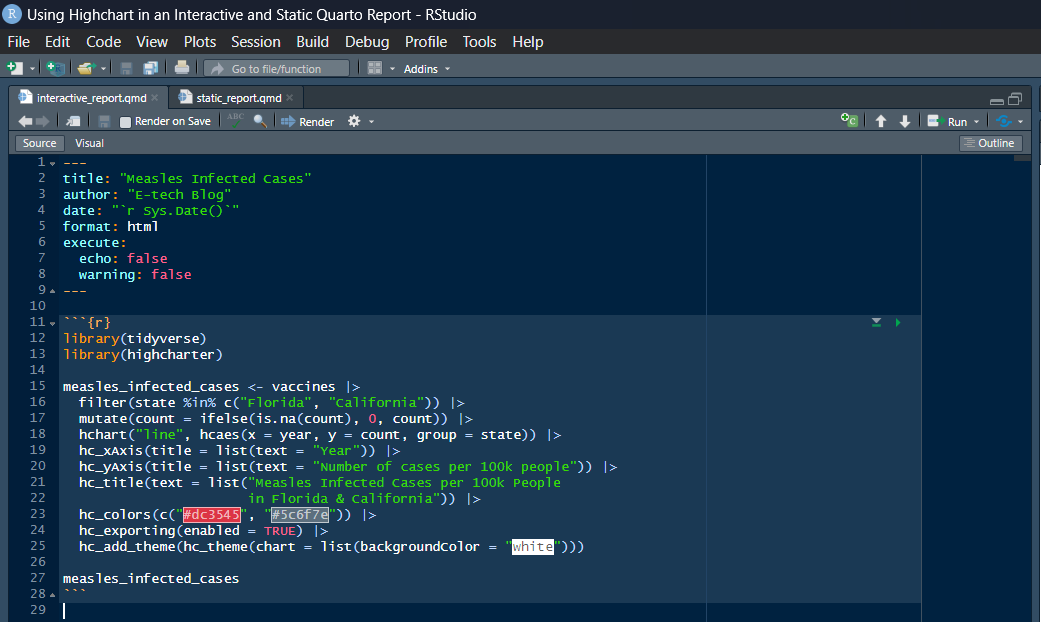 R Using Highchart in an Interactive and Static Quarto Report - RStudio
File Edit Code View Plots Session Build Debug Profile Tools Help
Go to file/function Addins
interactive_report.qmd static_report.qmd
Render on Save ABC Render Run
Source Visual Outline
1 ---
2 title: "Measles Infected Cases"
3 author: "E-tech Blog"
4 date: "`r Sys.Date()`"
5 format: html
6 execute:
7   echo: false
8   warning: false
9 ---
10
11 ```{r}
12 library(tidyverse)
13 library(highcharter)
14
15 measles_infected_cases <- vaccines |>
16   filter(state %in% c("Florida", "California")) |>
17   mutate(count = ifelse(is.na(count), 0, count)) |>
18   hchart("line", hcaes(x = year, y = count, group = state)) |>
19   hc_xAxis(title = list(text = "Year")) |>
20   hc_yAxis(title = list(text = "Number of cases per 100k people")) |>
21   hc_title(text = list("Measles Infected Cases per 100k People
22                        in Florida & California")) |>
23   hc_colors(c("#dc3545", "#5c6f7e")) |>
24   hc_exporting(enabled = TRUE) |>
25   hc_add_theme(hc_theme(chart = list(backgroundColor = "white")))
26
27 measles_infected_cases
28 ```
29